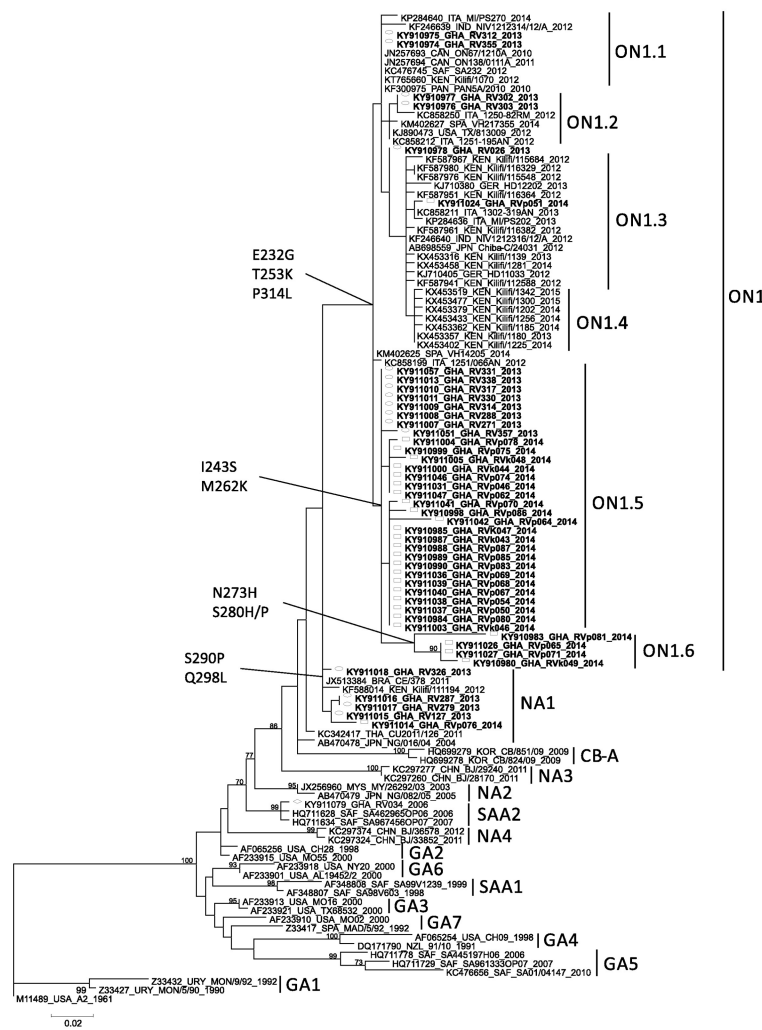 KP284640_ITA_MI/PS270_2014
KF246639_IND_NIV1212314/12/A_2012
KY910975_GHA_RV312_2013
KY910974_GHA_RV355_2013
JN257693_CAN_ON67/1210A_2010
JN257694_CAN_ON138/0111A_2011
KC476745_SAF_SA232_2012
KT765660_KEN_Kilifi/1070_2012
KF300975_PAN_PAN5A/2010_2010
ON1.1
KY910977_GHA_RV302_2013
KY910976_GHA_RV303_2013
KC858250_ITA_1250-82RM_2012
KM402627_SPA_VH217355_2014
KJ890473_USA_TX/813009_2012
KC858212_ITA_1251-195AN_2012
ON1.2
KY910978_GHA_RV026_2013
KF587967_KEN_Kilifi/115684_2012
KF587980_KEN_Kilifi/116329_2012
KF587976_KEN_Kilifi/115548_2012
KJ710380_GER_HD12202_2013
KF587951_KEN_Kilifi/116364_2012
KY911024_GHA_RVp051_2014
KC858211_ITA_1302-319AN_2013
KP284636_ITA_MI/PS202_2013
KF587961_KEN_Kilifi/116382_2012
KF246640_IND_NIV1212316/12/A_2012
AB698559_JPN_Chiba-C/24031_2012
KX453316_KEN_Kilifi/1139_2013
KX453458_KEN_Kilifi/1281_2014
KJ710405_GER_HD11033_2012
KF587941_KEN_Kilifi/112588_2012
ON1.3
E232G
T253K
P314L
ON1
KX453519_KEN_Kilifi/1342_2015
KX453477_KEN_Kilifi/1300_2015
KX453379_KEN_Kilifi/1202_2014
KX453433_KEN_Kilifi/1256_2014
KX453362_KEN_Kilifi/1185_2014
KX453357_KEN_Kilifi/1180_2013
KX453402_KEN_Kilifi/1225_2014
ON1.4
KM402625_SPA_VH14205_2014
KC858199_ITA_1251/066AN_2012
KY911057_GHA_RV331_2013
KY911013_GHA_RV338_2013
KY911010_GHA_RV317_2013
KY911011_GHA_RV330_2013
KY911009_GHA_RV314_2013
KY911008_GHA_RV288_2013
KY911007_GHA_RV271_2013
KY911051_GHA_RV357_2013
KY911004_GHA_RVp078_2014
KY910999_GHA_RVp075_2014
KY911005_GHA_RVk048_2014
KY911000_GHA_RVk044_2014
KY911046_GHA_RVp074_2014
KY911031_GHA_RVp046_2014
KY911047_GHA_RVp062_2014
KY911041_GHA_RVp070_2014
KY910998_GHA_RVp086_2014
KY911042_GHA_RVp064_2014
KY910985_GHA_RVK047_2014
KY910987_GHA_RVk043_2014
KY910988_GHA_RVp087_2014
KY910989_GHA_RVp085_2014
KY910990_GHA_RVp083_2014
KY911036_GHA_RVp069_2014
KY911039_GHA_RVp068_2014
KY911040_GHA_RVp067_2014
KY911038_GHA_RVp054_2014
KY911037_GHA_RVp050_2014
KY910984_GHA_RVp080_2014
KY911003_GHA_RVk046_2014
ON1.5
I243S
M262K
N273H
S280H/P
KY910983_GHA_RVp081_2014
KY911026_GHA_RVp065_2014
90
KY911027_GHA_RVp071_2014
KY910980_GHA_RVk049_2014
ON1.6
S290P
Q298L
KY911018_GHA_RV326_2013
JX513384_BRA_CE/378_2011
KF588014_KEN_Kilifi/111194_2012
KY911016_GHA_RV287_2013
KY911017_GHA_RV279_2013
KY911015_GHA_RV127_2013
KY911014_GHA_RVp076_2014
KC342417_THA_CU2011/126_2011
AB470478_JPN_NG/016/04_2004
NA1
86
100
HQ699279_KOR_CB/851/09_2009
HQ699278_KOR_CB/824/09_2009
CB-A
77
100
KC297277_CHN_BJ/29240_2011
KC297260_CHN_BJ/28170_2011
NA3
70
95
JX256960_MYS_MY/26292/03_2003
AB470479_JPN_NG/082/05_2005
NA2
KY911079_GHA_RV034_2006
99
HQ711628_SAF_SA462965OP06_2006
HQ711634_SAF_SA967456OP07_2007
SAA2
99
KC297374_CHN_BJ/36578_2012
KC297324_CHN_BJ/33852_2011
NA4
AF065256_USA_CH28_1998
AF233915_USA_MO55_2000
GA2
100
93
AF233918_USA_NY20_2000
AF233901_USA_AL19452/2_2000
GA6
98
AF348808_SAF_SA99V1239_1999
AF348807_SAF_SA98V603_1998
SAA1
95
AF233913_USA_MO16_2000
AF233921_USA_TX68532_2000
GA3
AF233910_USA_MO02_2000
Z33417_SPA_MAD/5/92_1992
GA7
100
AF065254_USA_CH09_1998
DQ171790_NZL_91/10_1991
GA4
99
HQ711778_SAF_SA445197H06_2006
73
HQ711729_SAF_SA961333OP07_2007
KC476656_SAF_SA01/04147_2010
GA5
Z33432_URY_MON/9/92_1992
99
Z33427_URY_MON/5/90_1990
M11489_USA_A2_1961
GA1
0.02